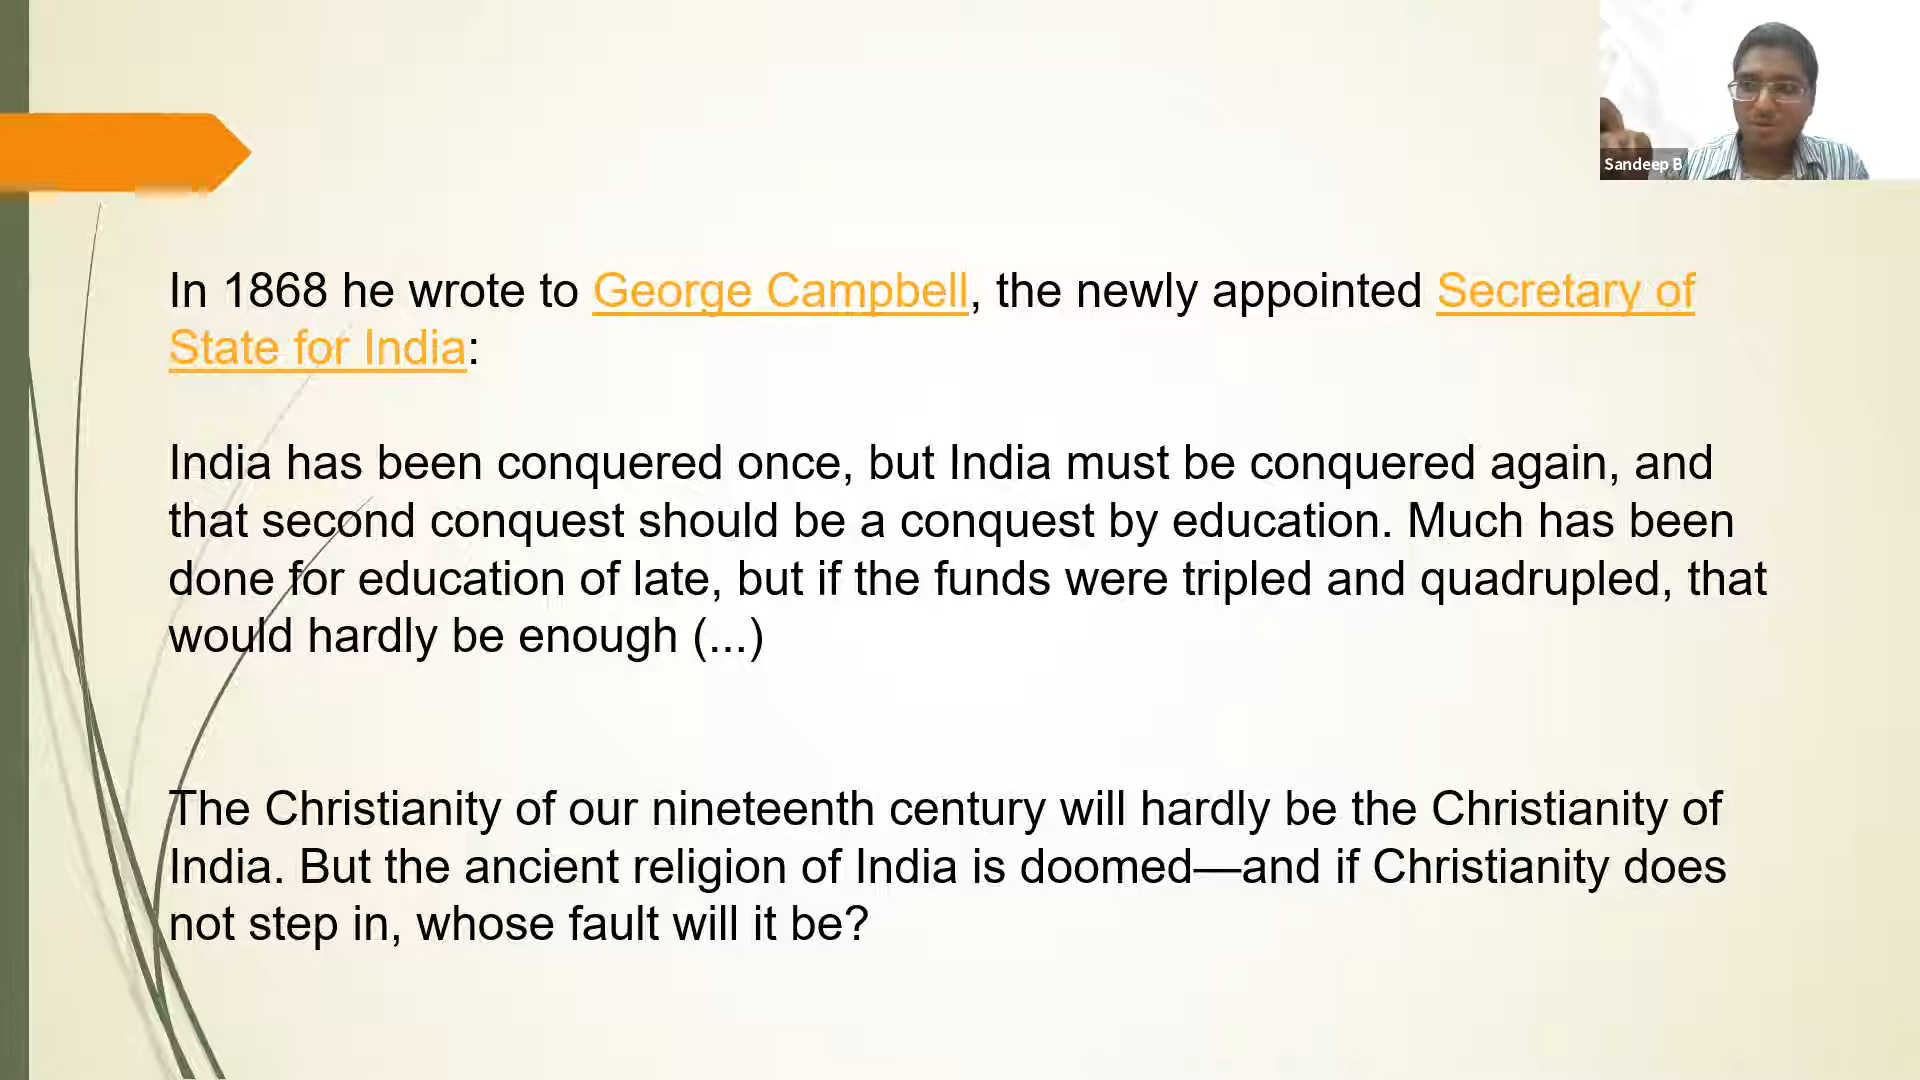 Sandeep B
In 1868 he wrote to George Campbell, the newly appointed Secretary of
State for India:
India has been conquered once, but India must be conquered again, and
that second conquest should be a conquest by education. Much has been
done for education of late, but if the funds were tripled and quadrupled, that
would hardly be enough (...)
The Christianity of our nineteenth century will hardly be the Christianity of
India. But the ancient religion of India is doomed—and if Christianity does
not step in, whose fault will it be?